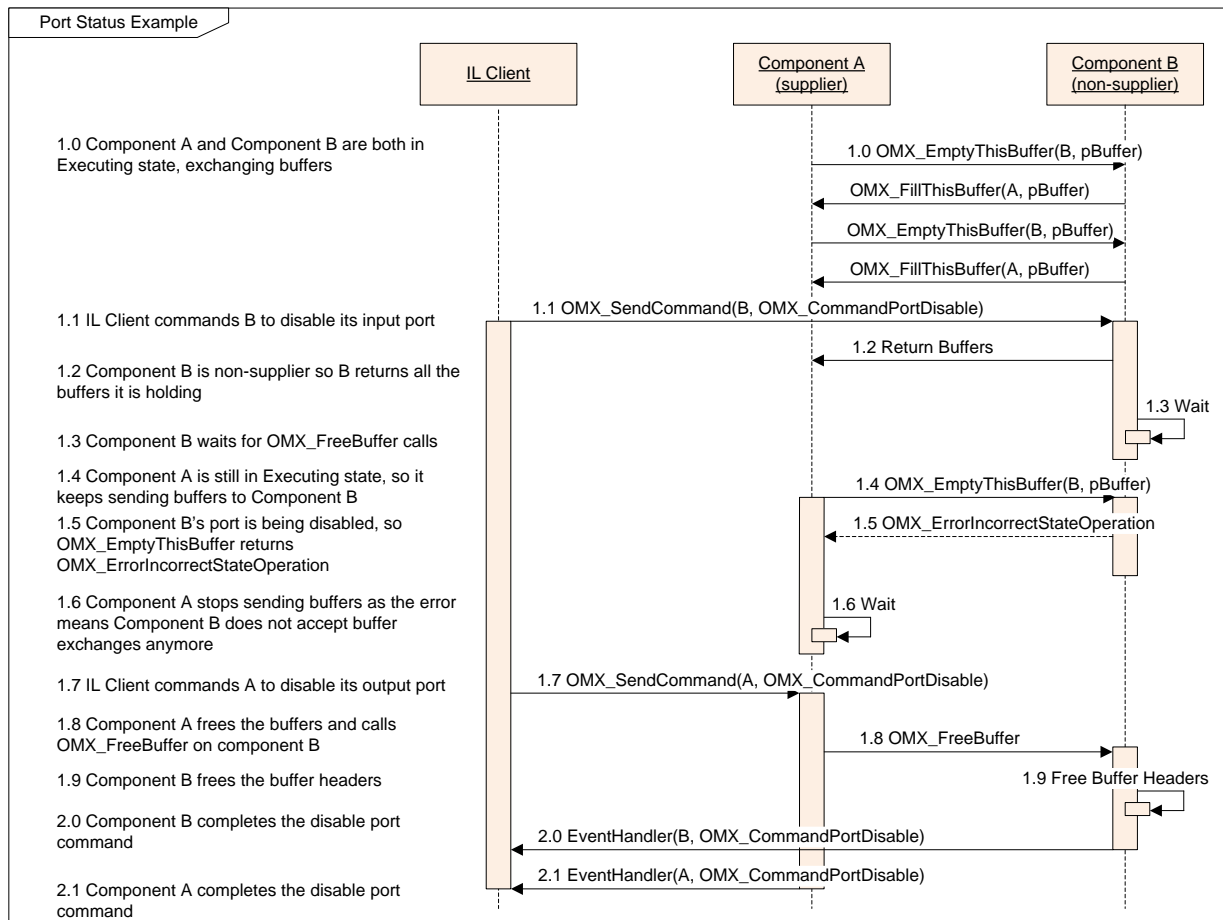 Port Status Example
IL Client
Component A
(supplier)
Component B
(non-supplier)
1.0 Component A and Component B are both in
Executing state, exchanging buffers
1.0 OMX_EmptyThisBuffer(B, pBuffer)
OMX_FillThisBuffer(A, pBuffer)
OMX_EmptyThisBuffer(B, pBuffer)
OMX_FillThisBuffer(A, pBuffer)
1.1 IL Client commands B to disable its input port
1.1 OMX_SendCommand(B, OMX_CommandPortDisable)
1.2 Component B is non-supplier so B returns all the
buffers it is holding
1.2 Return Buffers
1.3 Wait
1.3 Component B waits for OMX_FreeBuffer calls
1.4 Component A is still in Executing state, so it
keeps sending buffers to Component B
1.4 OMX_EmptyThisBuffer(B, pBuffer)
1.5 Component B's port is being disabled, so
OMX_EmptyThisBuffer returns
OMX_ErrorIncorrectStateOperation
1.5 OMX_ErrorIncorrectStateOperation
1.6 Component A stops sending buffers as the error
means Component B does not accept buffer
exchanges anymore
1.6 Wait
1.7 IL Client commands A to disable its output port
1.7 OMX_SendCommand(A, OMX_CommandPortDisable)
1.8 Component A frees the buffers and calls
OMX_FreeBuffer on component B
1.8 OMX_FreeBuffer
1.9 Component B frees the buffer headers
1.9 Free Buffer Headers
2.0 Component B completes the disable port
command
2.0 EventHandler(B, OMX_CommandPortDisable)
2.1 EventHandler(A, OMX_CommandPortDisable)
2.1 Component A completes the disable port
command